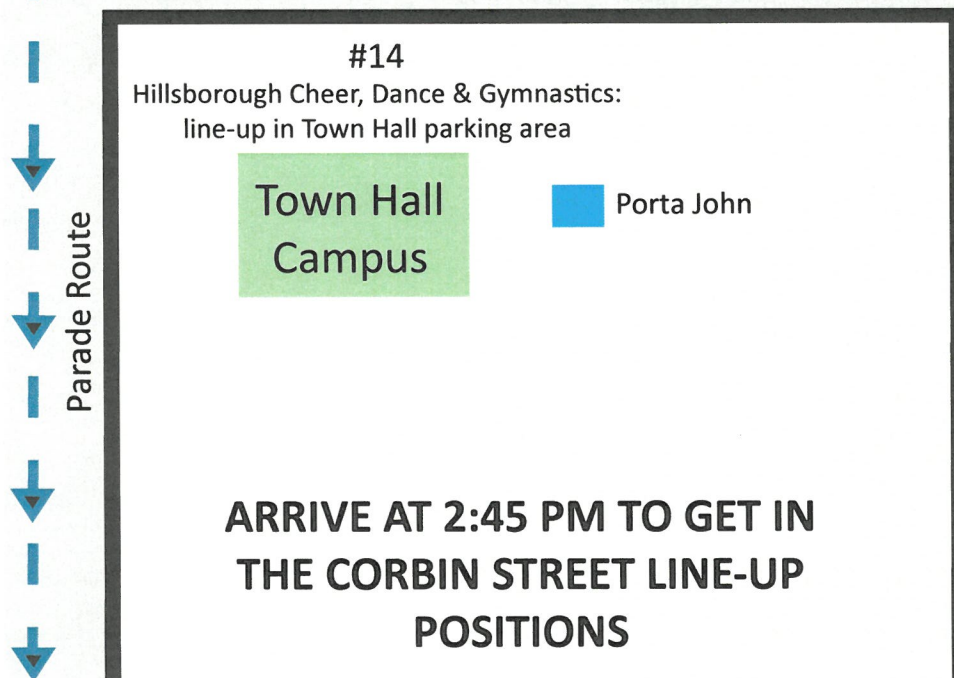 #14
Hillsborough Cheer, Dance & Gymnastics:
line-up in Town Hall parking area
Town Hall
Campus
Porta John
Parade Route
ARRIVE AT 2:45 PM TO GET IN
THE CORBIN STREET LINE-UP
POSITIONS